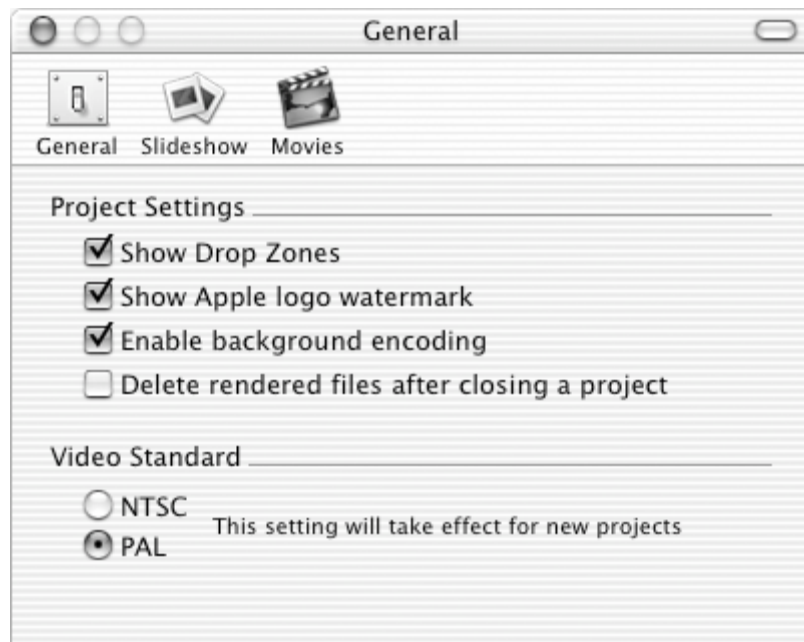 General
General Slideshow Movies
Project Settings
Show Drop Zones
Show Apple logo watermark
Enable background encoding
Delete rendered files after closing a project
Video Standard
NTSC
This setting will take effect for new projects
PAL